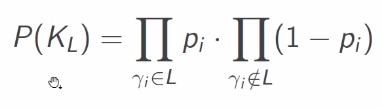 P(K_L) = ∏_{γ_i∈L} p_i · ∏_{γ_i∉L} (1 − p_i)